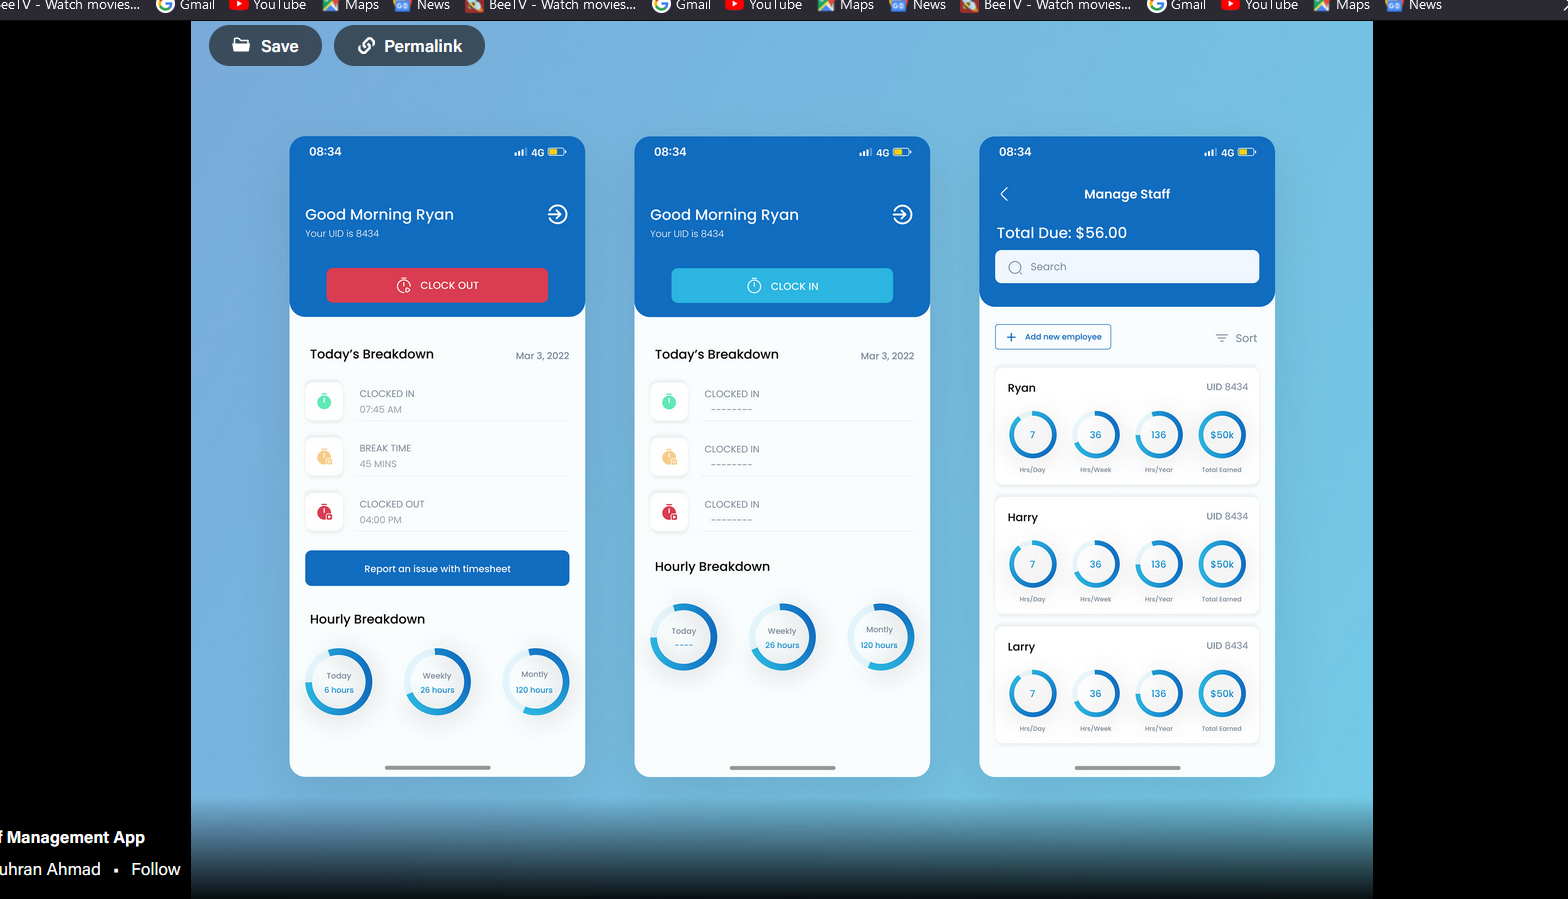 BeeTV - Watch movies... Gmail YouTube Maps News BeeTV - Watch movies... Gmail YouTube Maps News BeeTV - Watch movies... Gmail YouTube Maps News
Save Permalink
08:34 4G
Good Morning Ryan
Your UID is 8434
CLOCK OUT
Today's Breakdown Mar 3, 2022
CLOCKED IN
07:45 AM
BREAK TIME
45 MINS
CLOCKED OUT
04:00 PM
Report an issue with timesheet
Hourly Breakdown
Today Weekly Montly
6 hours 26 hours 120 hours
08:34 4G
Good Morning Ryan
Your UID is 8434
CLOCK IN
Today's Breakdown Mar 3, 2022
CLOCKED IN
--------
CLOCKED IN
--------
CLOCKED IN
--------
Hourly Breakdown
Today Weekly Montly
---- 26 hours 120 hours
08:34 4G
Manage Staff
Total Due: $56.00
Search
Add new employee Sort
Ryan UID 8434
7 36 136 $50k
Hrs/Day Hrs/Week Hrs/Year Total Earned
Harry UID 8434
7 36 136 $50k
Hrs/Day Hrs/Week Hrs/Year Total Earned
Larry UID 8434
7 36 136 $50k
Hrs/Day Hrs/Week Hrs/Year Total Earned
f Management App
uhran Ahmad • Follow